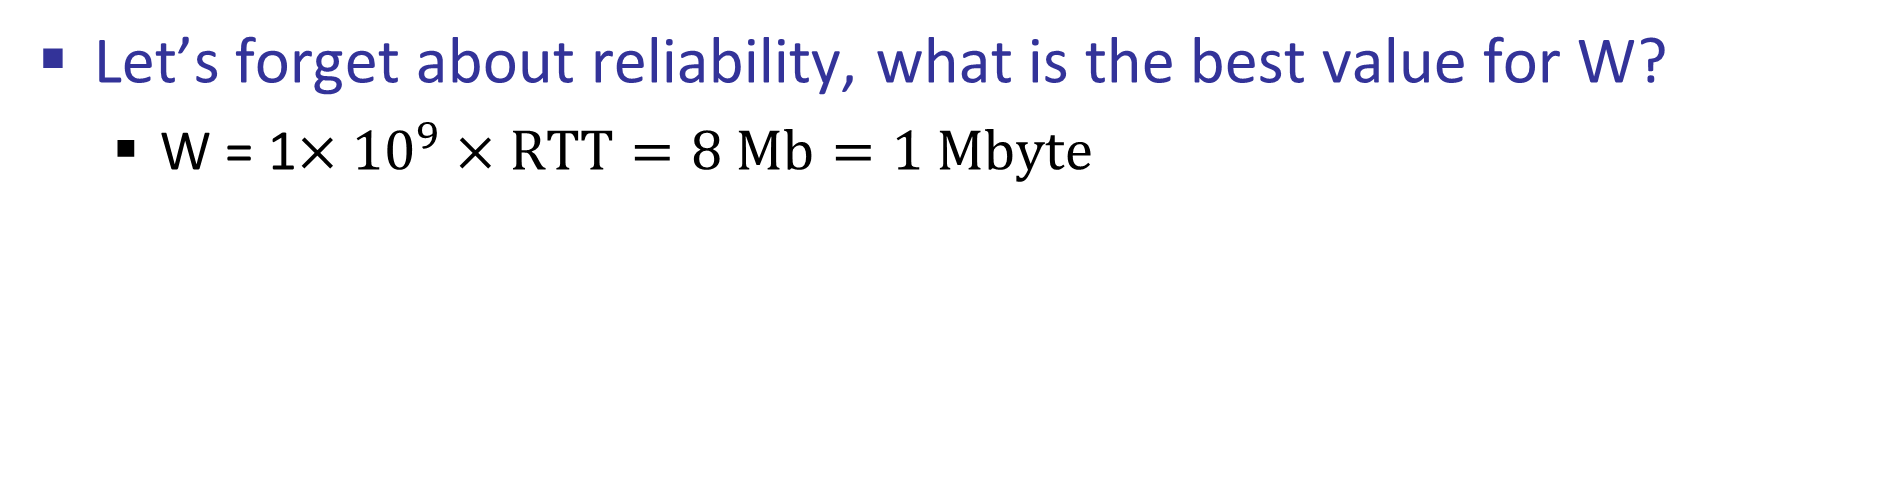 ▪ Let’s forget about reliability, what is the best value for W?
▪ W = 1× 10⁹ × RTT = 8 Mb = 1 Mbyte